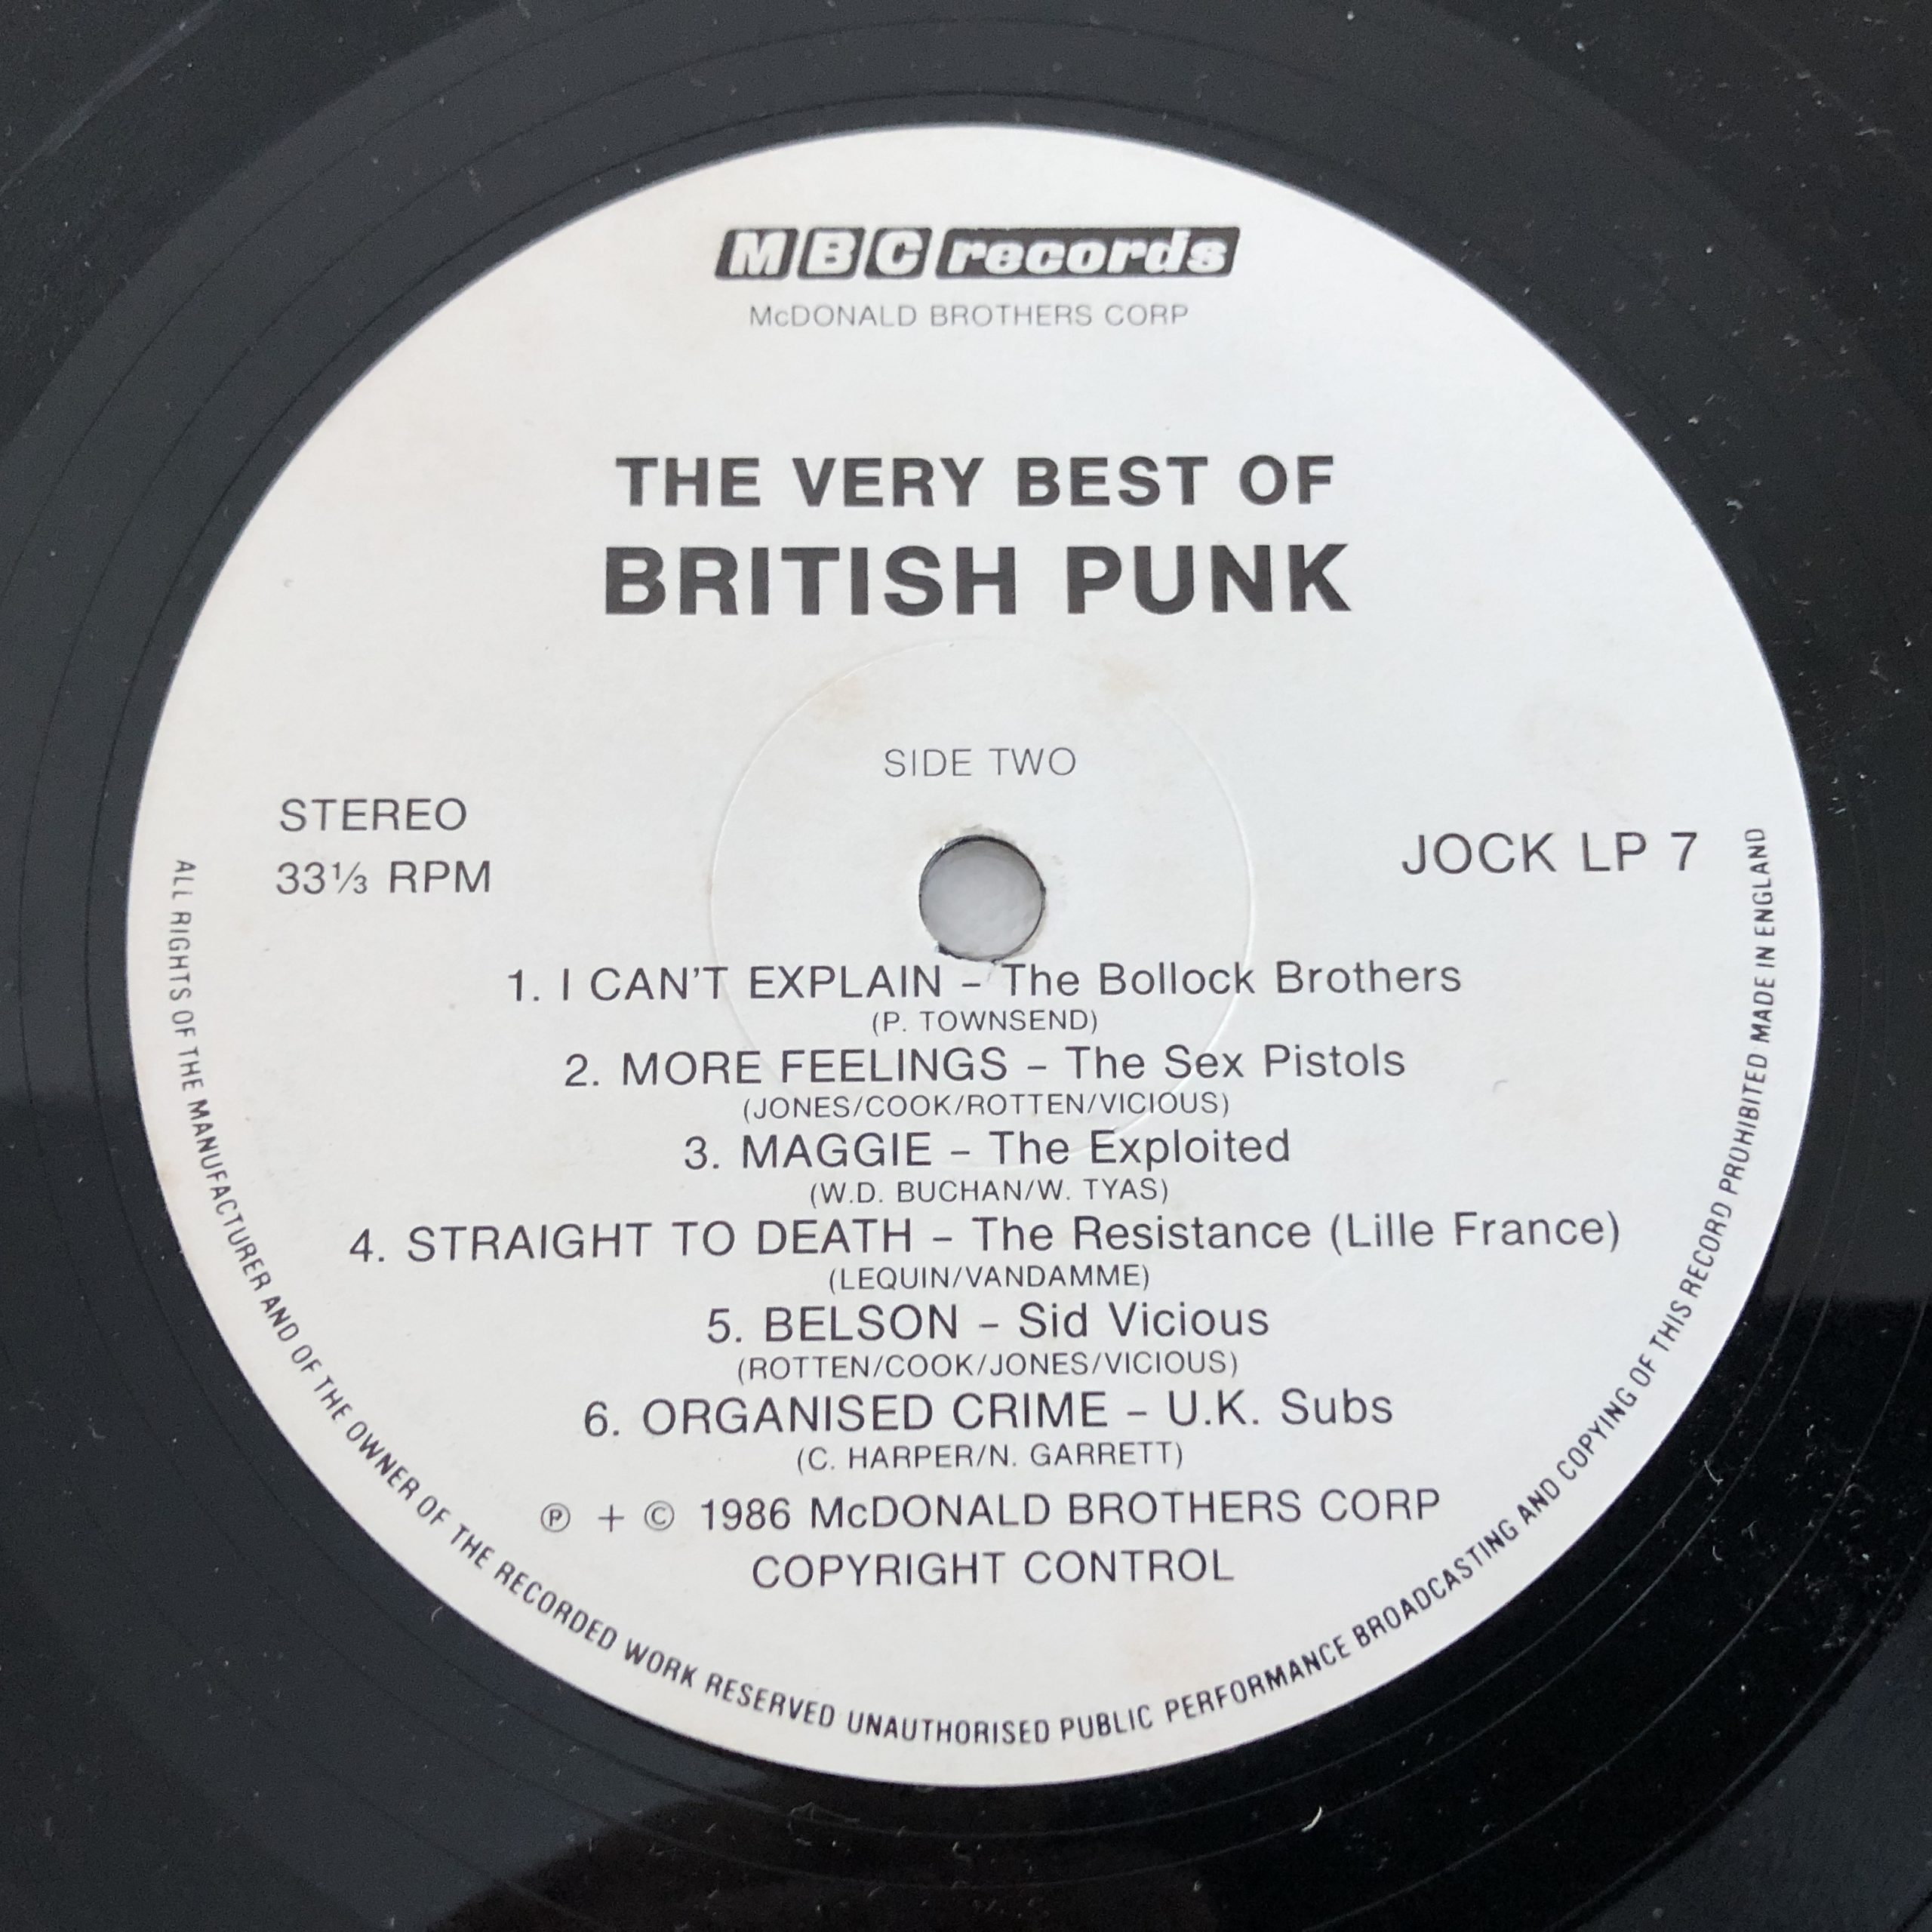 MBC records
McDONALD BROTHERS CORP
THE VERY BEST OF
BRITISH PUNK
SIDE TWO
STEREO
33⅓ RPM
JOCK LP 7
1. I CAN'T EXPLAIN – The Bollock Brothers
(P. TOWNSEND)
2. MORE FEELINGS – The Sex Pistols
(JONES/COOK/ROTTEN/VICIOUS)
3. MAGGIE – The Exploited
(W.D. BUCHAN/W. TYAS)
4. STRAIGHT TO DEATH – The Resistance (Lille France)
(LEQUIN/VANDAMME)
5. BELSON – Sid Vicious
(ROTTEN/COOK/JONES/VICIOUS)
6. ORGANISED CRIME – U.K. Subs
(C. HARPER/N. GARRETT)
℗ + © 1986 McDONALD BROTHERS CORP
COPYRIGHT CONTROL
ALL RIGHTS OF THE MANUFACTURER AND OF THE OWNER OF THE RECORDED WORK RESERVED UNAUTHORISED PUBLIC PERFORMANCE BROADCASTING AND COPYING OF THIS RECORD PROHIBITED MADE IN ENGLAND